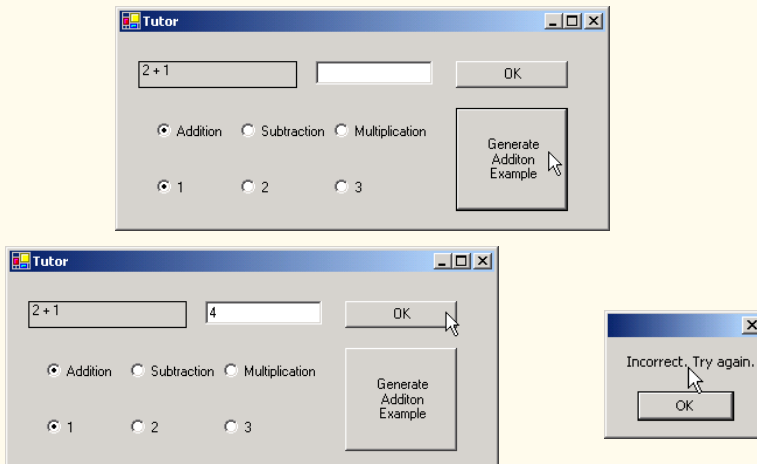 Tutor
2 + 1
OK
Addition Subtraction Multiplication
Generate
Additon
Example
1 2 3
Tutor
2 + 1 4 OK
Addition Subtraction Multiplication
Generate
Additon
Example
1 2 3
Incorrect. Try again.
OK